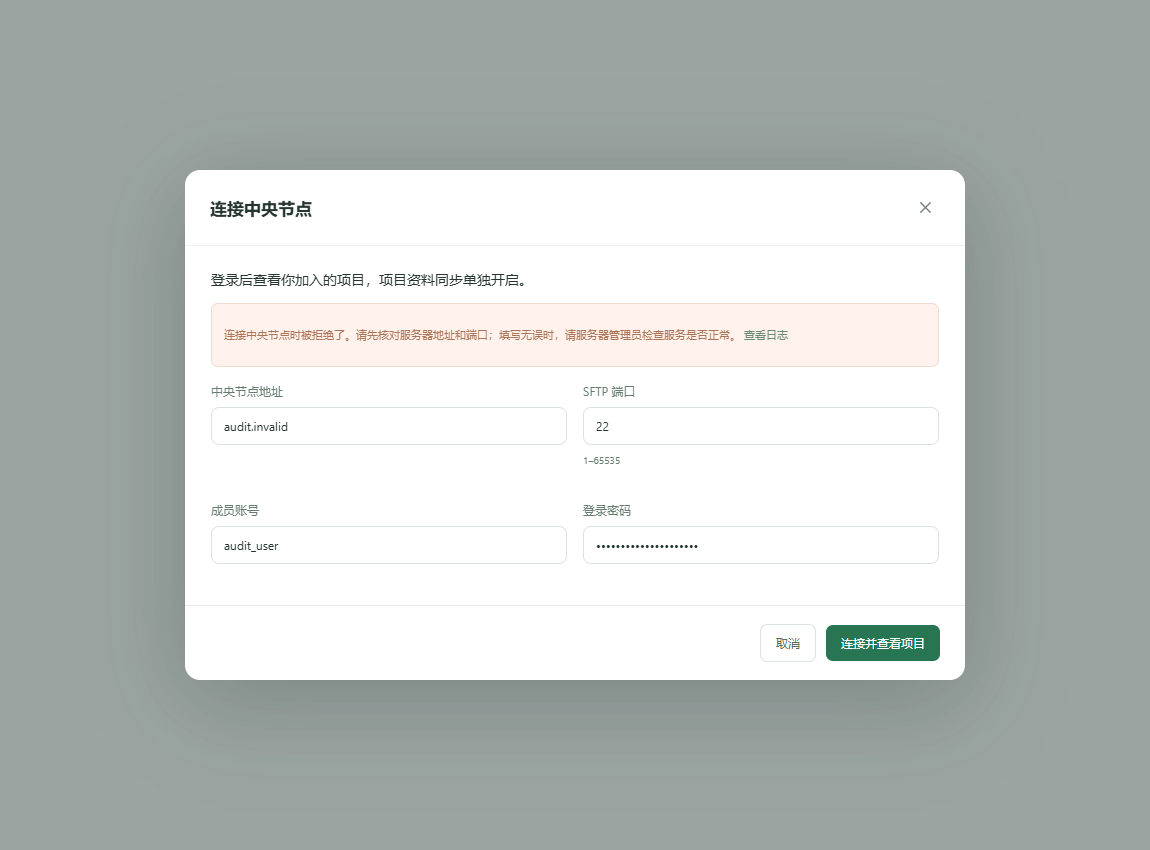 连接中央节点
登录后查看你加入的项目，项目资料同步单独开启。
连接中央节点时被拒绝了。请先核对服务器地址和端口；填写无误时，请服务器管理员检查服务是否正常。 查看日志
中央节点地址
SFTP 端口
audit.invalid
22
1–65535
成员账号
登录密码
audit_user
•••••••••••••••••••••
取消
连接并查看项目